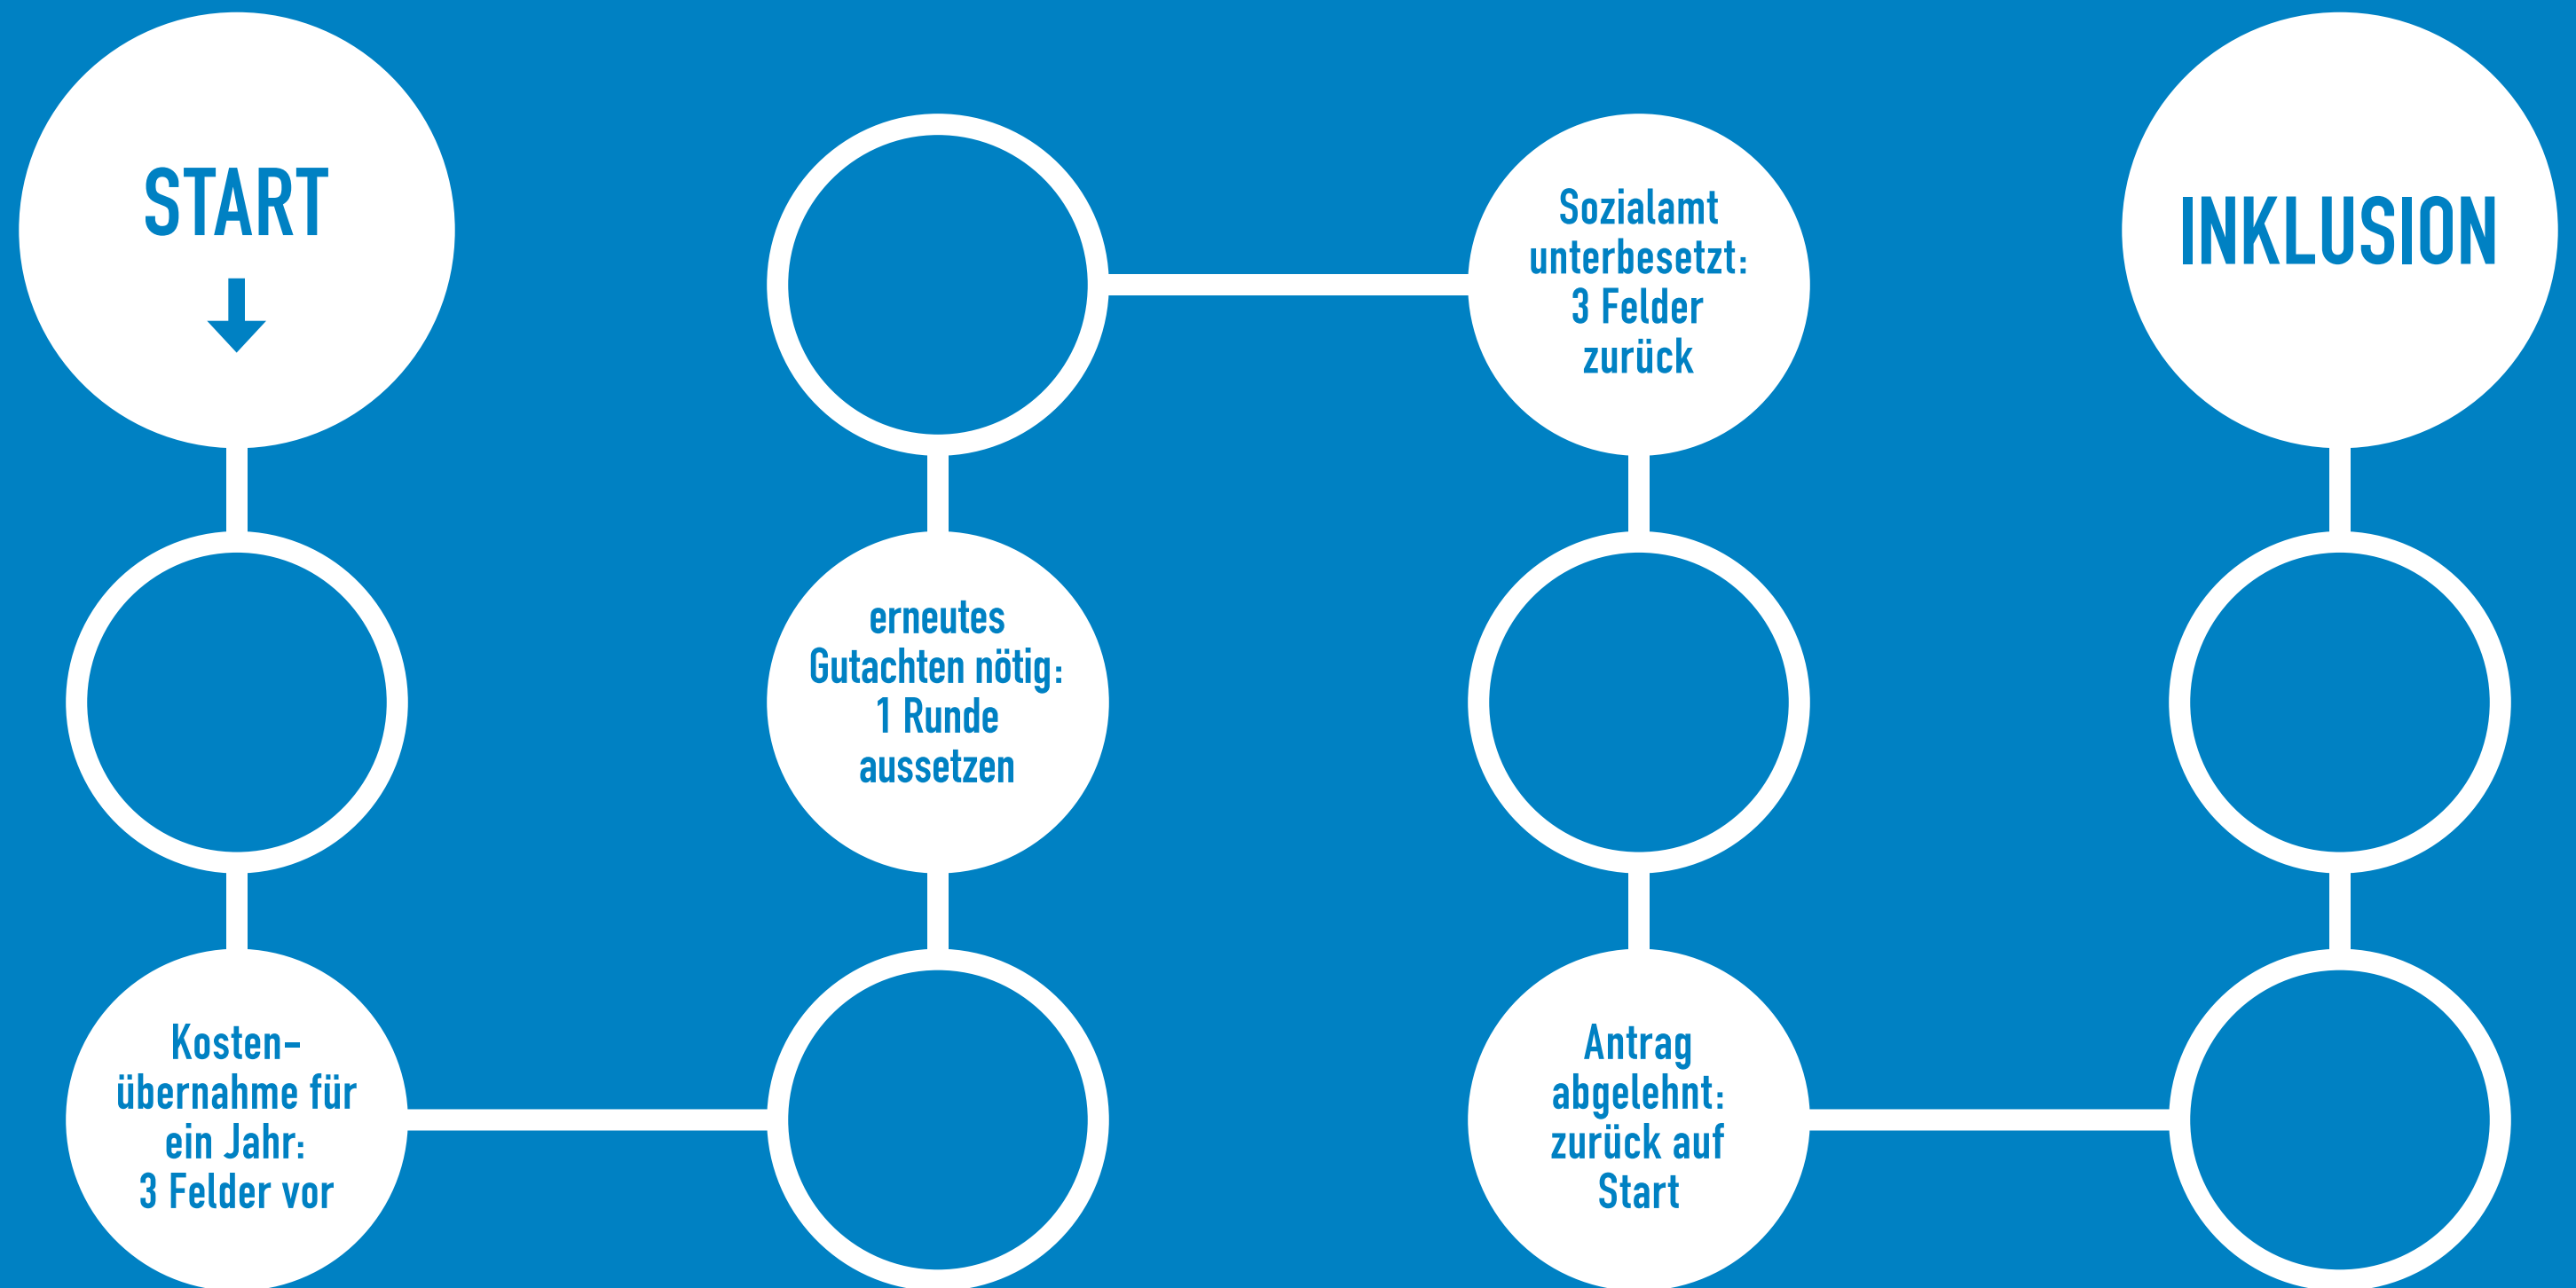 START
Kosten-
übernahme für
ein Jahr:
3 Felder vor
erneutes
Gutachten nötig:
1 Runde
aussetzen
Sozialamt
unterbesetzt:
3 Felder
zurück
Antrag
abgelehnt:
zurück auf
Start
INKLUSION